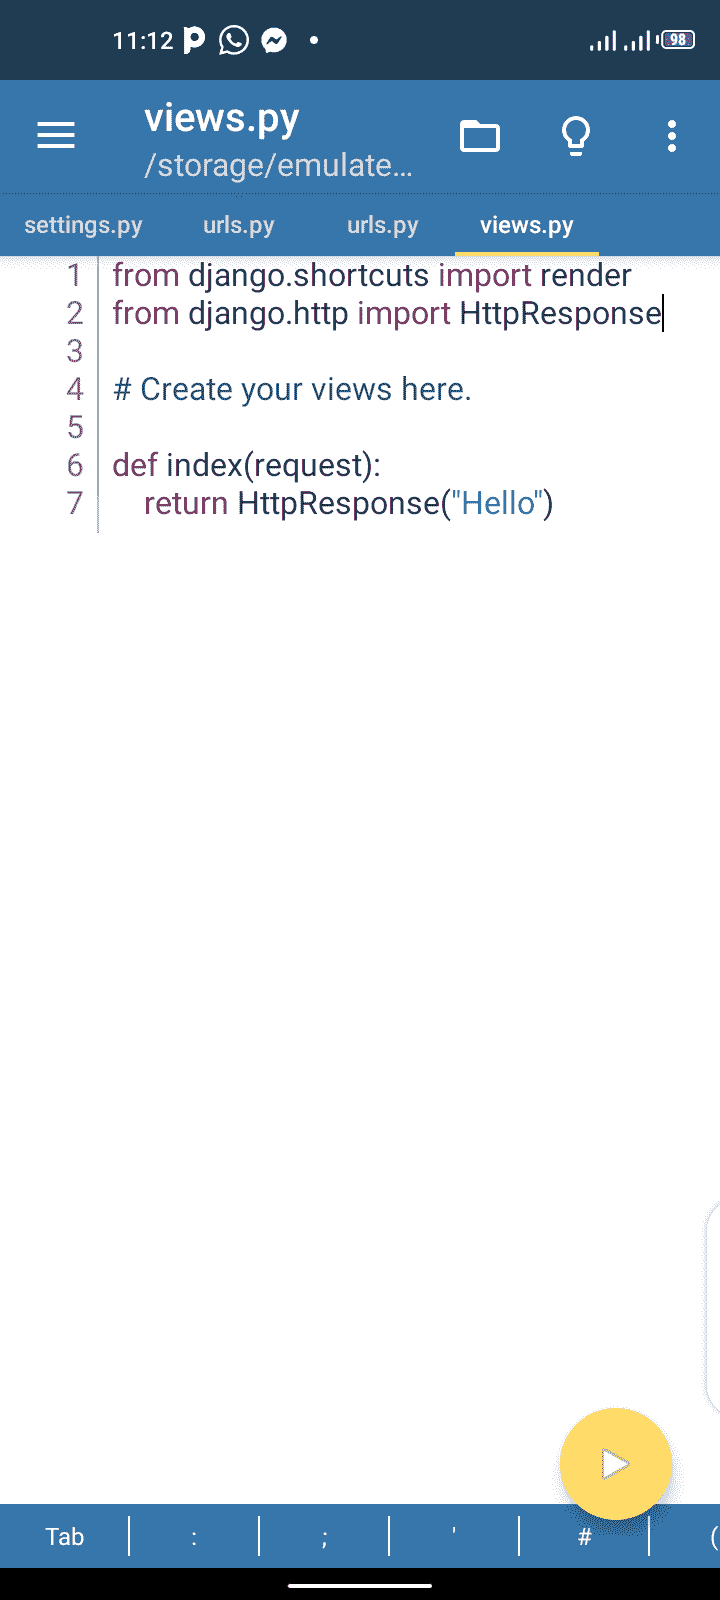 11:12
98
views.py
/storage/emulate...
settings.py urls.py urls.py views.py
1 from django.shortcuts import render
2 from django.http import HttpResponse
3
4 # Create your views here.
5
6 def index(request):
7 return HttpResponse("Hello")
Tab : ; ' # (